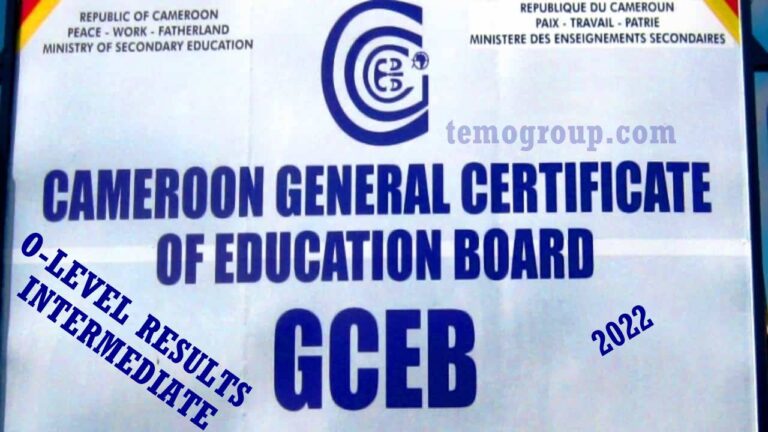 REPUBLIC OF CAMEROON
PEACE - WORK - FATHERLAND
MINISTRY OF SECONDARY EDUCATION
REPUBLIQUE DU CAMEROUN
PAIX - TRAVAIL - PATRIE
MINISTERE DES ENSEIGNEMENTS SECONDAIRES
temogroup.com
CAMEROON GENERAL CERTIFICATE
OF EDUCATION BOARD
GCEB
O-LEVEL RESULTS
INTERMEDIATE
2022